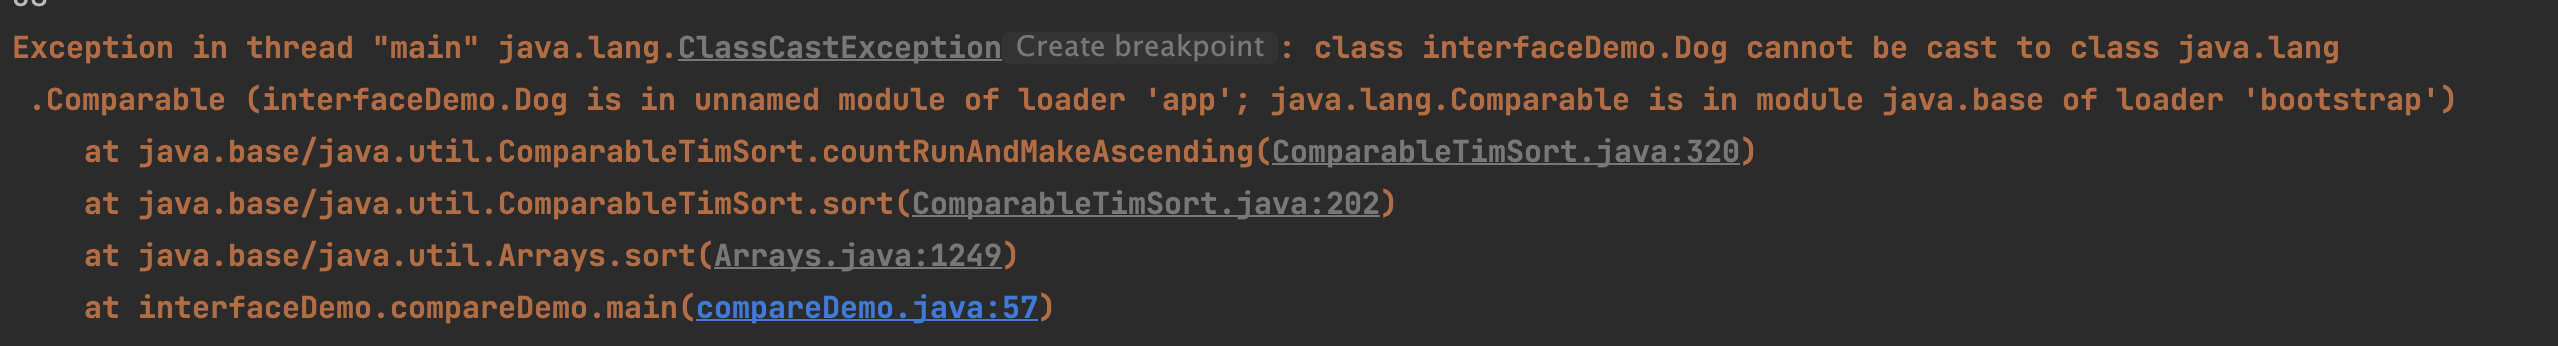 Exception in thread "main" java.lang.ClassCastException Create breakpoint : class interfaceDemo.Dog cannot be cast to class java.lang
.Comparable (interfaceDemo.Dog is in unnamed module of loader 'app'; java.lang.Comparable is in module java.base of loader 'bootstrap')
at java.base/java.util.ComparableTimSort.countRunAndMakeAscending(ComparableTimSort.java:320)
at java.base/java.util.ComparableTimSort.sort(ComparableTimSort.java:202)
at java.base/java.util.Arrays.sort(Arrays.java:1249)
at interfaceDemo.compareDemo.main(compareDemo.java:57)